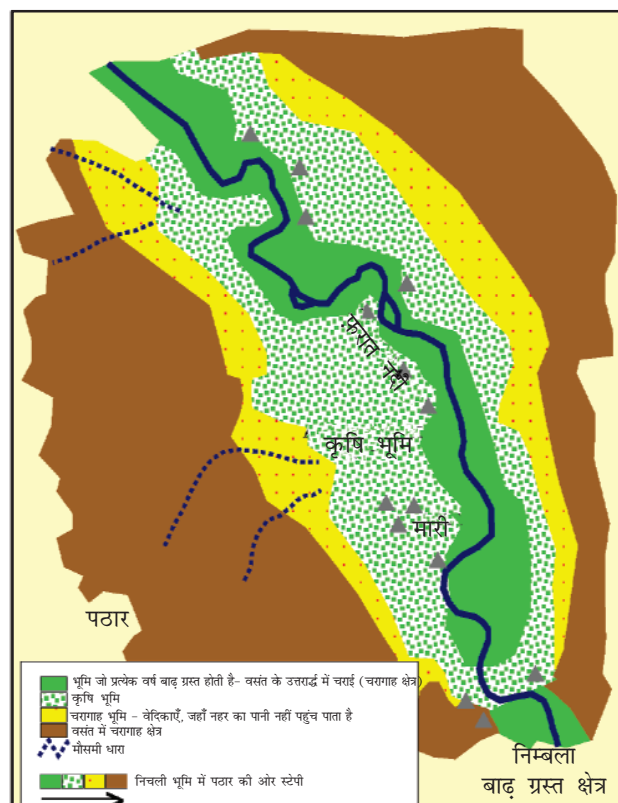 फ़रात नदी
कृषि भूमि
मारी
पठार
भूमि जो प्रत्येक वर्ष बाढ़ ग्रस्त होती है- वसंत के उत्तरार्द्ध में चराई (चरागाह क्षेत्र)
कृषि भूमि
चरागाह भूमि - वेदिकाएँ, जहाँ नहर का पानी नहीं पहुंच पाता है
वसंत में चरागाह क्षेत्र
मौसमी धारा
निचली भूमि में पठार की ओर स्टेपी
निम्बला
बाढ़ ग्रस्त क्षेत्र